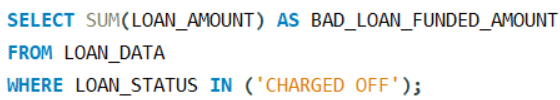 SELECT SUM(LOAN_AMOUNT) AS BAD_LOAN_FUNDED_AMOUNT
FROM LOAN_DATA
WHERE LOAN_STATUS IN ('CHARGED OFF');